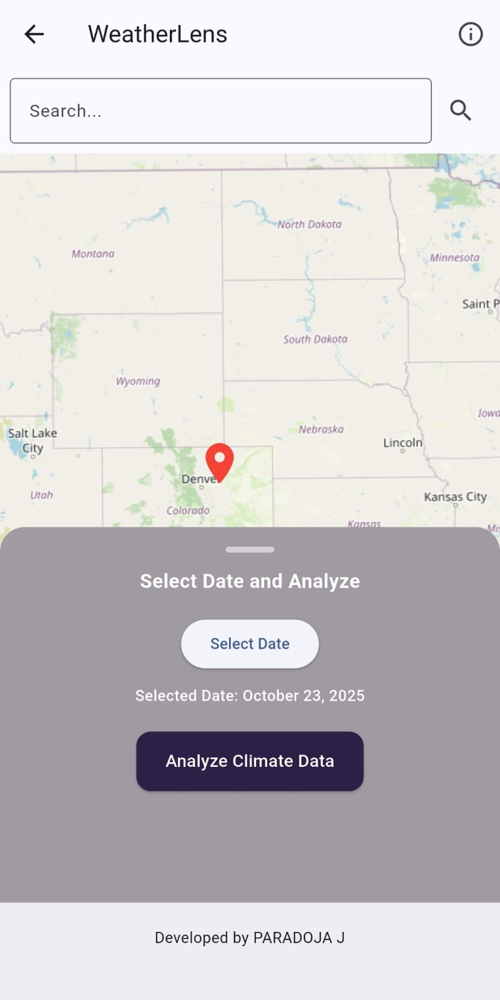 WeatherLens
Search...
North Dakota
Montana
Minnesota
Saint P
South Dakota
Wyoming
Iowa
Nebraska
Salt Lake
City
Lincoln
Denver
Utah
Kansas City
Colorado
Kansas
Mis
Select Date and Analyze
Select Date
Selected Date: October 23, 2025
Analyze Climate Data
Developed by PARADOJA J